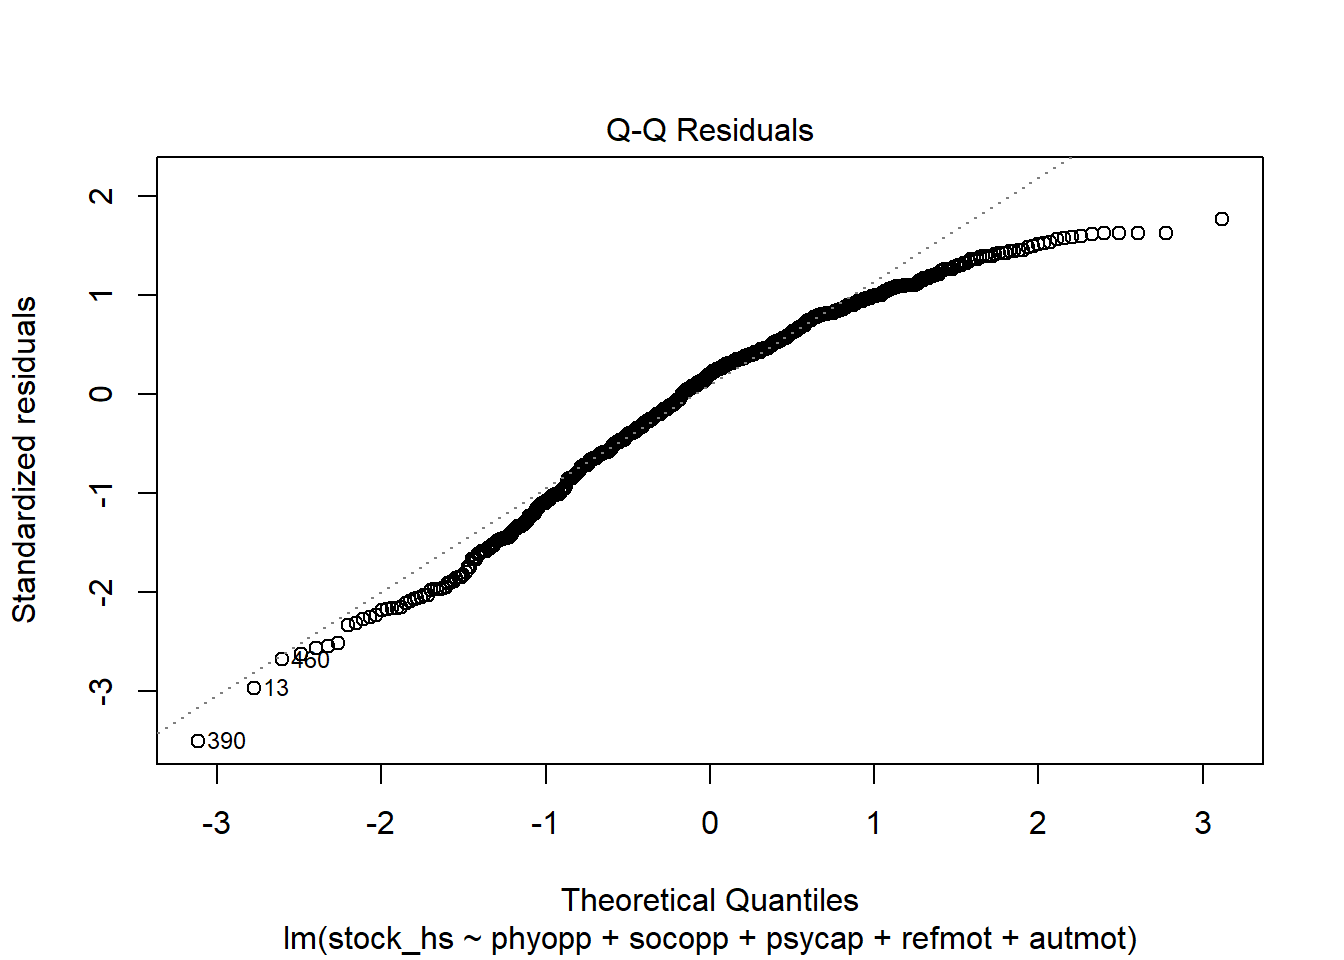 Q-Q Residuals
Standardized residuals
2
1
0
-1
-2
-3
460
13
390
-3 -2 -1 0 1 2 3
Theoretical Quantiles
lm(stock_hs ~ phyopp + socopp + psycap + refmot + autmot)